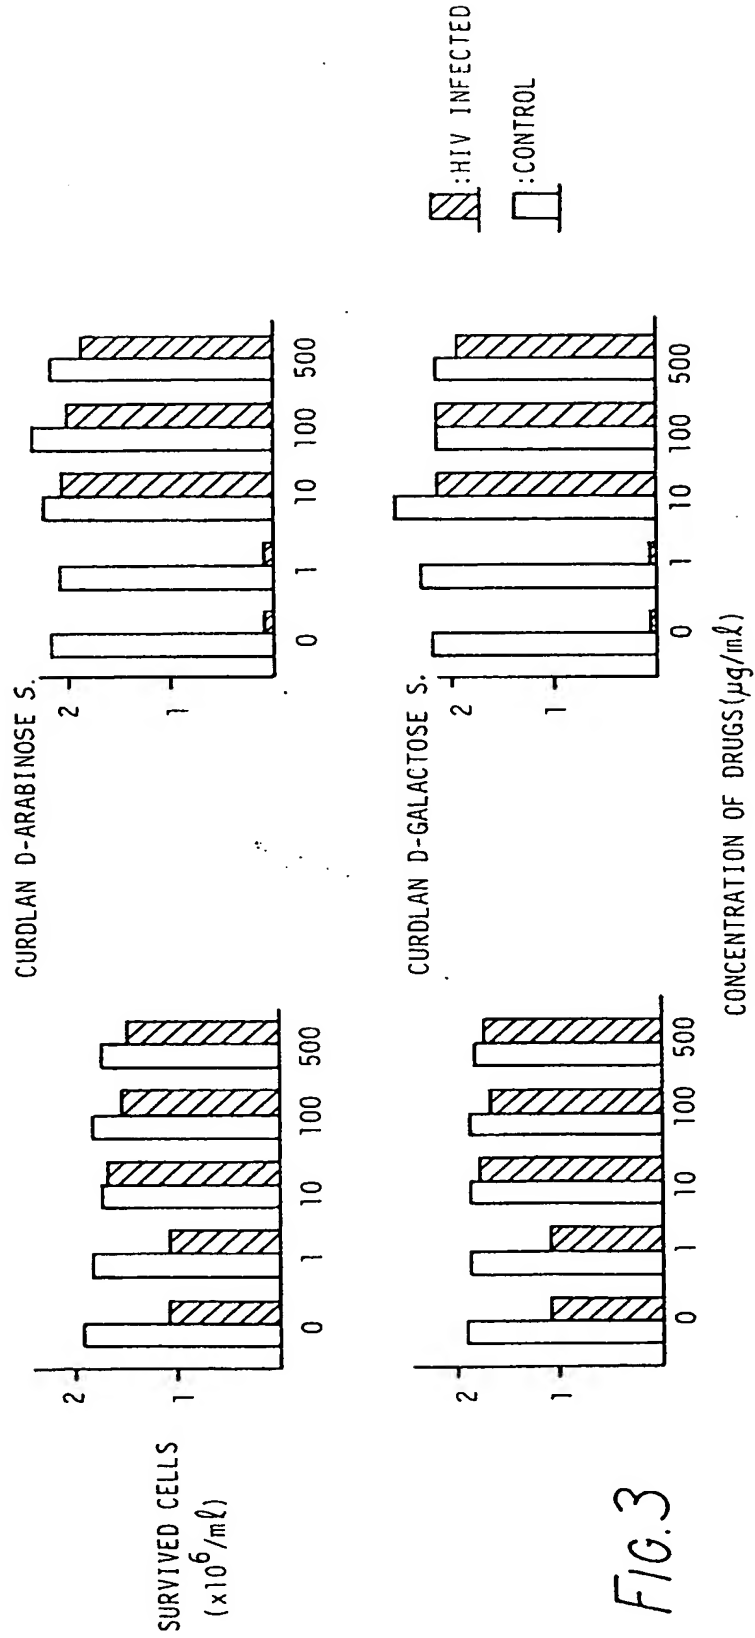 SURVIVED CELLS
(x10⁶/mℓ)
2
1
0 1 10 100 500
CURDLAN D-ARABINOSE S.
2
1
0 1 10 100 500
2
1
0 1 10 100 500
CURDLAN D-GALACTOSE S.
2
1
0 1 10 100 500
CONCENTRATION OF DRUGS(μg/mℓ)
:HIV INFECTED
:CONTROL
FIG.3